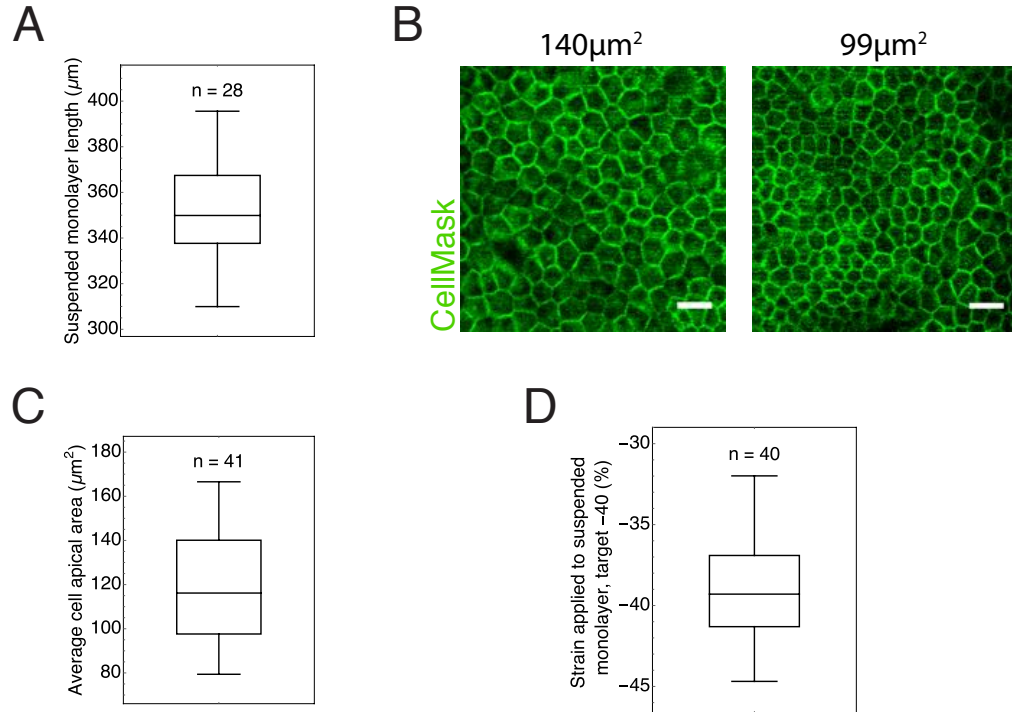 A
Suspended monolayer length (μm)
400
380
360
340
320
300
n = 28
B
140μm²
99μm²
CellMask
C
Average cell apical area (μm²)
180
160
140
120
100
80
n = 41
D
Strain applied to suspended
monolayer, target −40 (%)
−30
−35
−40
−45
n = 40